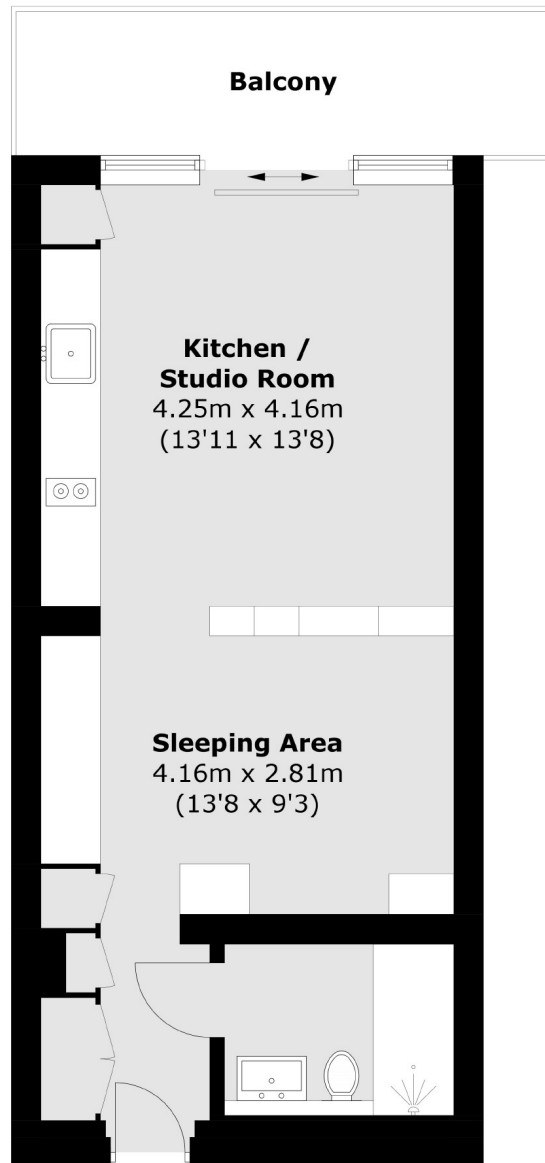 Balcony
Kitchen /
Studio Room
4.25m x 4.16m
(13'11 x 13'8)
Sleeping Area
4.16m x 2.81m
(13'8 x 9'3)